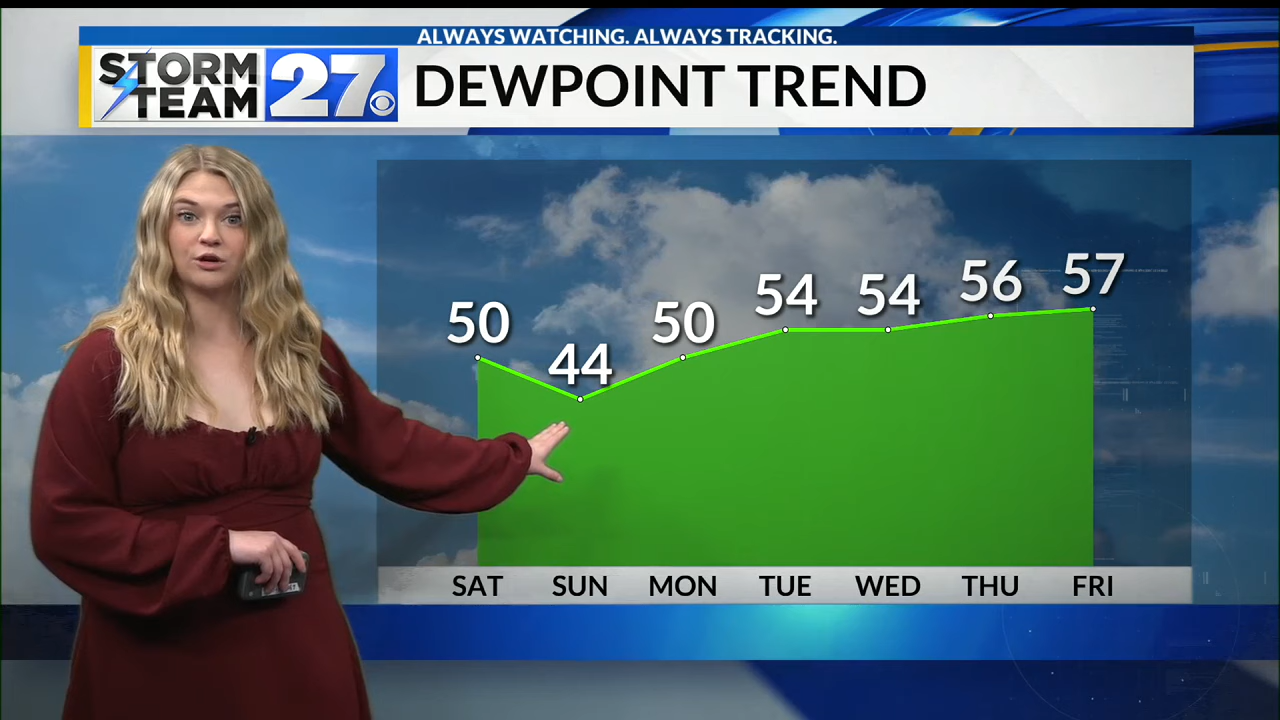 ALWAYS WATCHING. ALWAYS TRACKING.
STORM TEAM 27
DEWPOINT TREND
50 44 50 54 54 56 57
SAT SUN MON TUE WED THU FRI